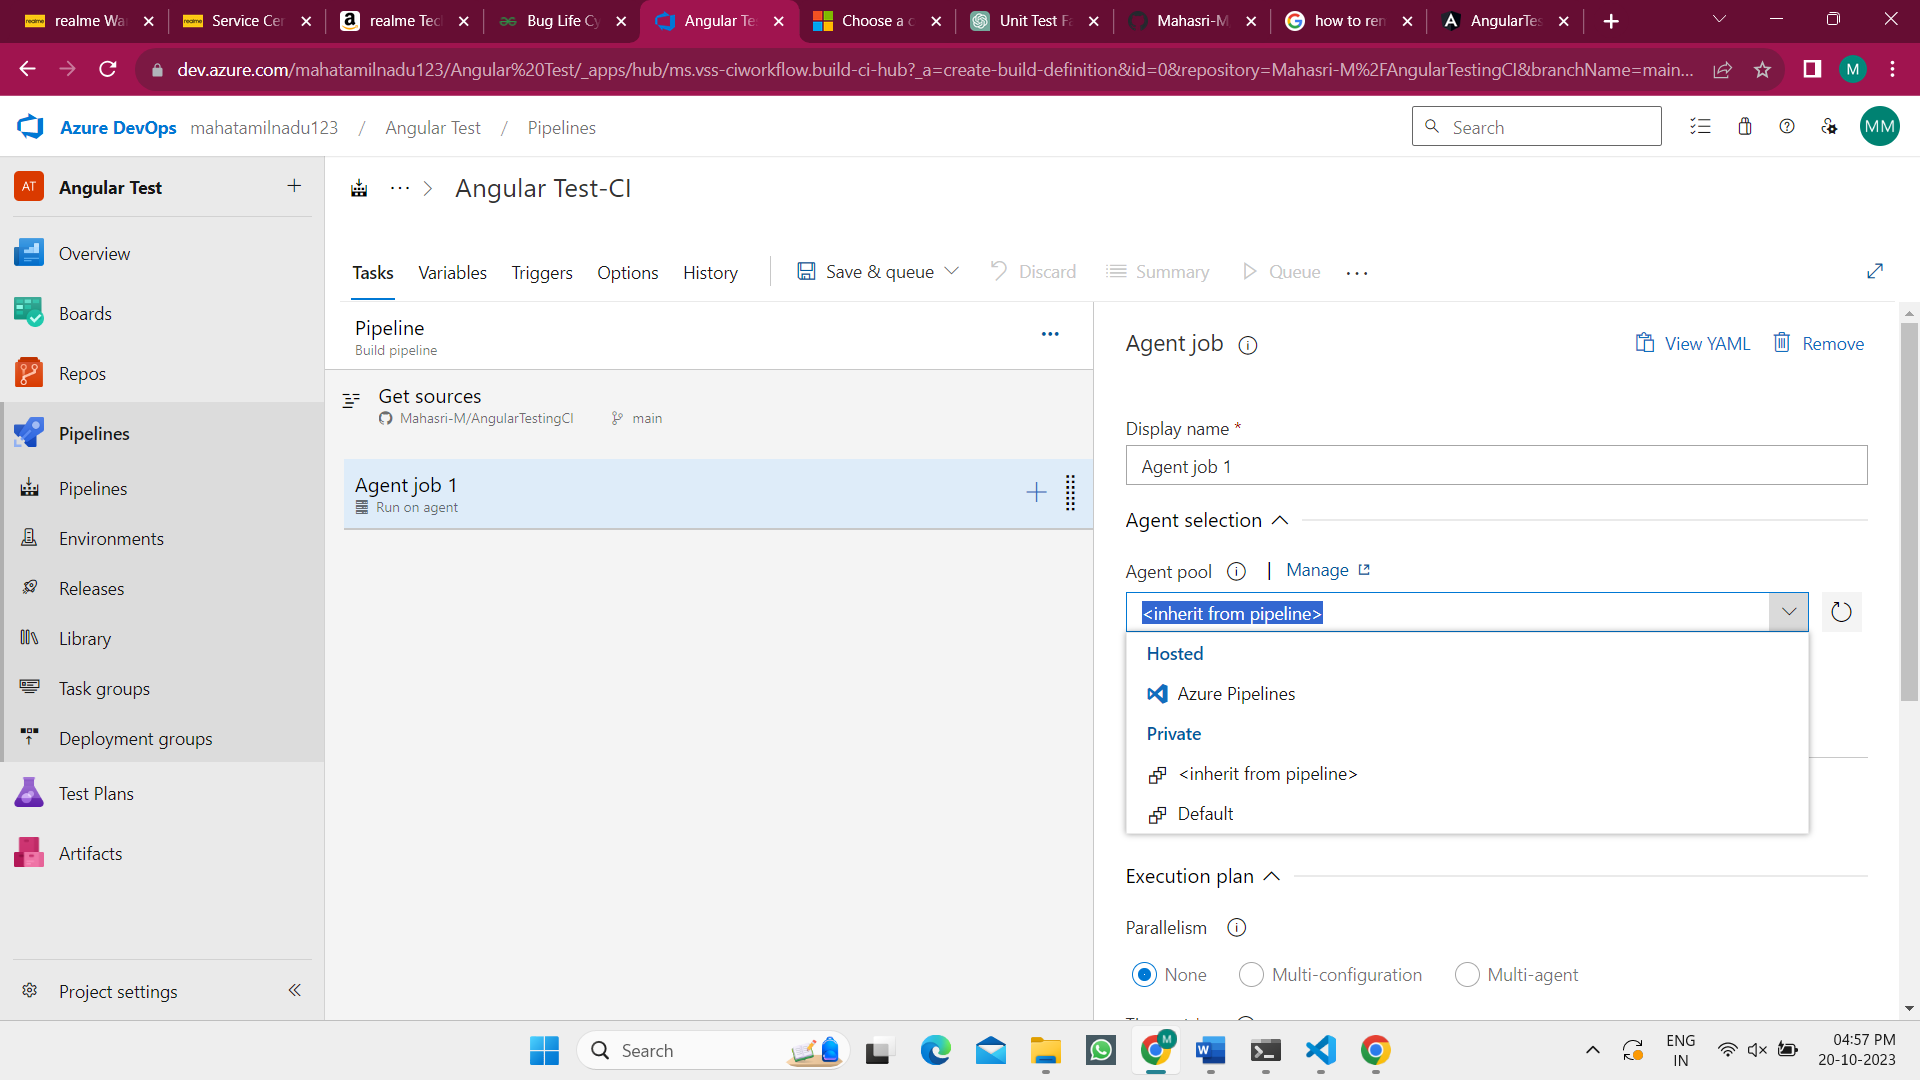 realme Wa
Service Cer
realme Tec
Bug Life Cy
Angular Te
Choose a c
Unit Test Fa
Mahasri-M
how to ren
AngularTes
dev.azure.com/mahatamilnadu123/Angular%20Test/_apps/hub/ms.vss-ciworkflow.build-ci-hub?_a=create-build-definition&id=0&repository=Mahasri-M%2FAngularTestingCI&branchName=main...
M
Azure DevOps mahatamilnadu123 / Angular Test / Pipelines
Search
MM
AT Angular Test
Overview
Boards
Repos
Pipelines
Pipelines
Environments
Releases
Library
Task groups
Deployment groups
Test Plans
Artifacts
Project settings
Angular Test-CI
Tasks Variables Triggers Options History Save & queue Discard Summary Queue
Pipeline
Build pipeline
Get sources
Mahasri-M/AngularTestingCI main
Agent job 1
Run on agent
Agent job
View YAML Remove
Display name *
Agent job 1
Agent selection
Agent pool | Manage
<inherit from pipeline>
Hosted
Azure Pipelines
Private
<inherit from pipeline>
Default
Execution plan
Parallelism
None Multi-configuration Multi-agent
Search
M
ENG
IN
04:57 PM
20-10-2023